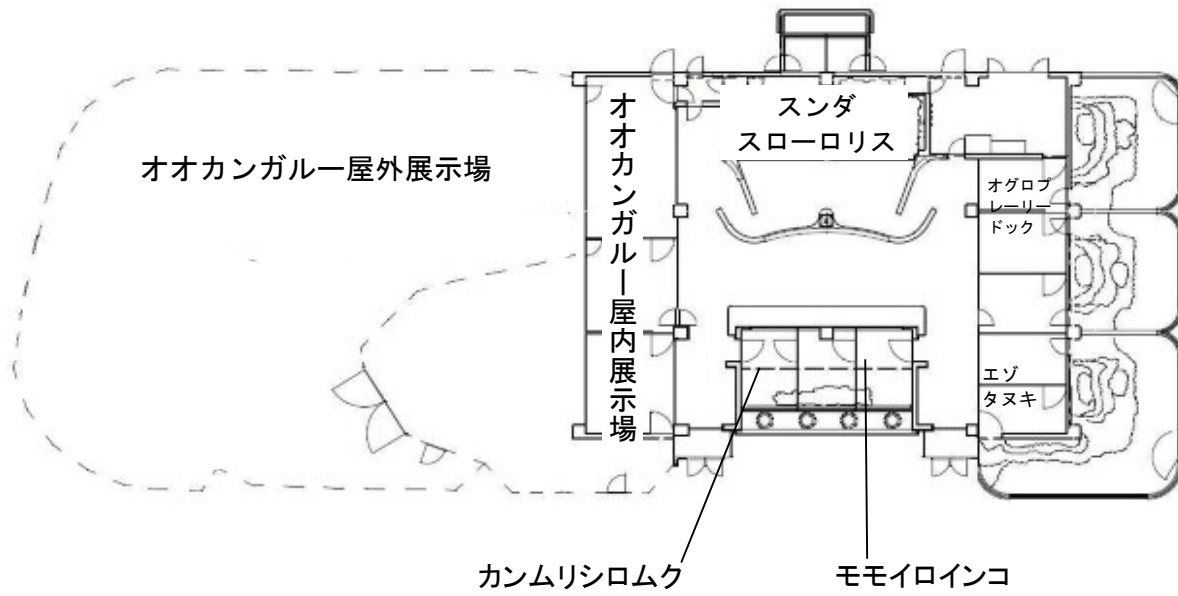 スンダ
スローロリス
オオカンガルー屋外展示場
オオカンガルー屋内展示場
オグロプ
レーリー
ドック
エゾ
タヌキ
カンムリシロムク
モモイロインコ